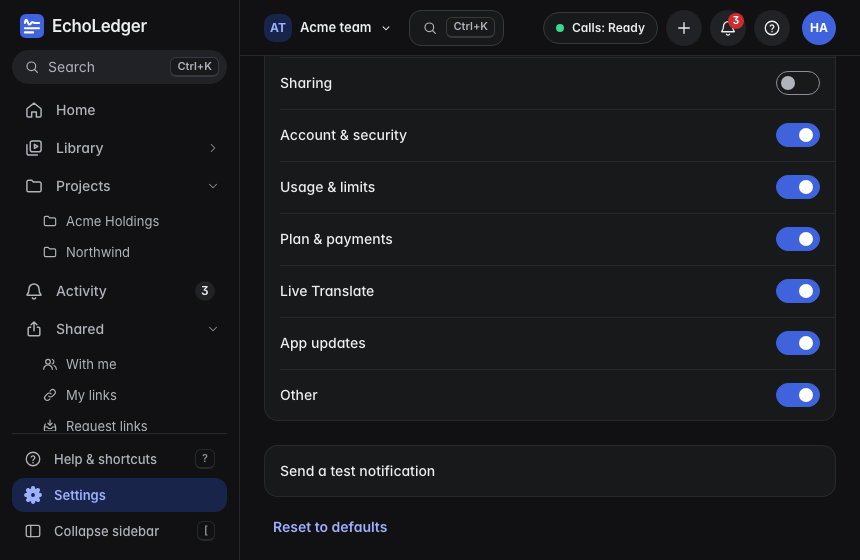 EchoLedger
Search Ctrl+K
Home
Library
Projects
Acme Holdings
Northwind
Activity 3
Shared
With me
My links
Request links
Help & shortcuts ?
Settings
Collapse sidebar [
AT Acme team Ctrl+K Calls: Ready 3 HA
Sharing
Account & security
Usage & limits
Plan & payments
Live Translate
App updates
Other
Send a test notification
Reset to defaults